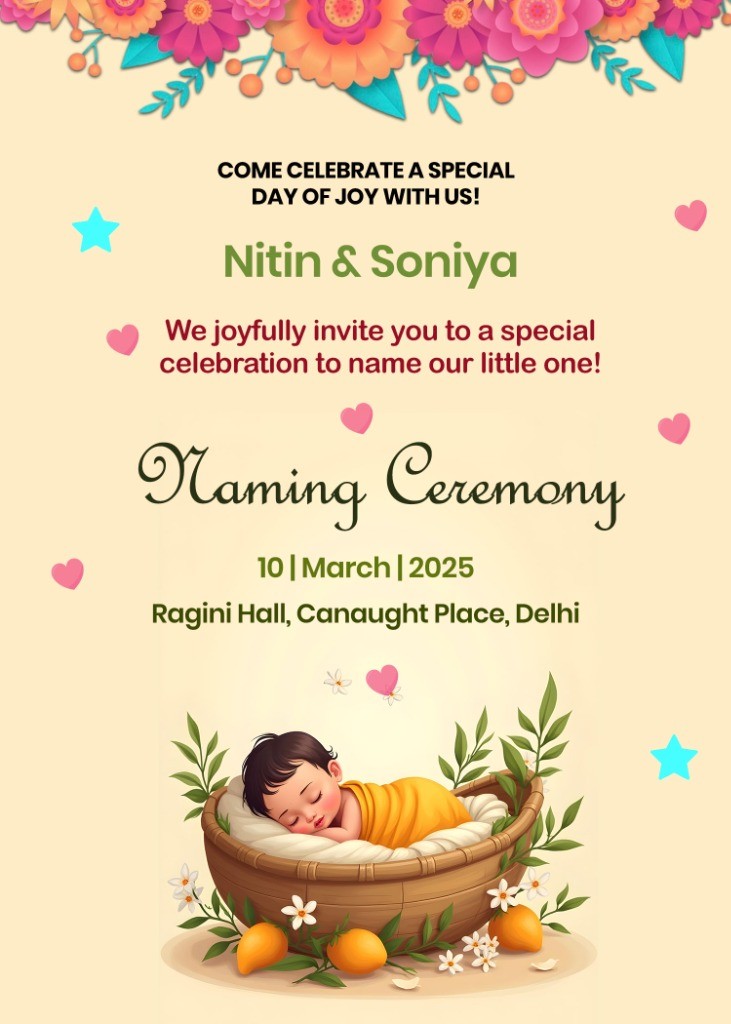 COME CELEBRATE A SPECIAL
DAY OF JOY WITH US!
Nitin & Soniya
We joyfully invite you to a special
celebration to name our little one!
Naming Ceremony
10 | March | 2025
Ragini Hall, Canaught Place, Delhi